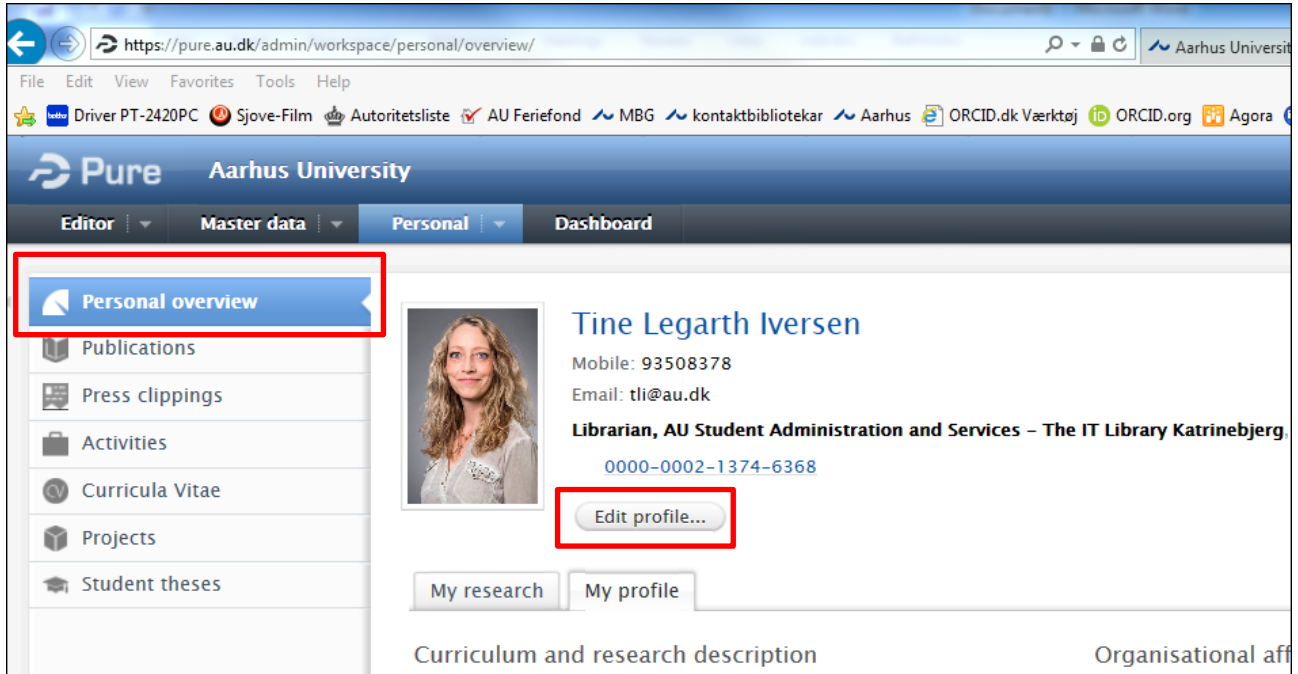 https://pure.au.dk/admin/workspace/personal/overview/ Aarhus Universit
File Edit View Favorites Tools Help
Driver PT-2420PC Sjove-Film Autoritetsliste AU Feriefond MBG kontaktbibliotekar Aarhus ORCID.dk Værktøj ORCID.org Agora
Pure Aarhus University
Editor Master data Personal Dashboard
Personal overview
Publications
Press clippings
Activities
CV Curricula Vitae
Projects
Student theses
Tine Legarth Iversen
Mobile: 93508378
Email: tli@au.dk
Librarian, AU Student Administration and Services – The IT Library Katrinebjerg,
0000-0002-1374-6368
Edit profile...
My research My profile
Curriculum and research description Organisational aff